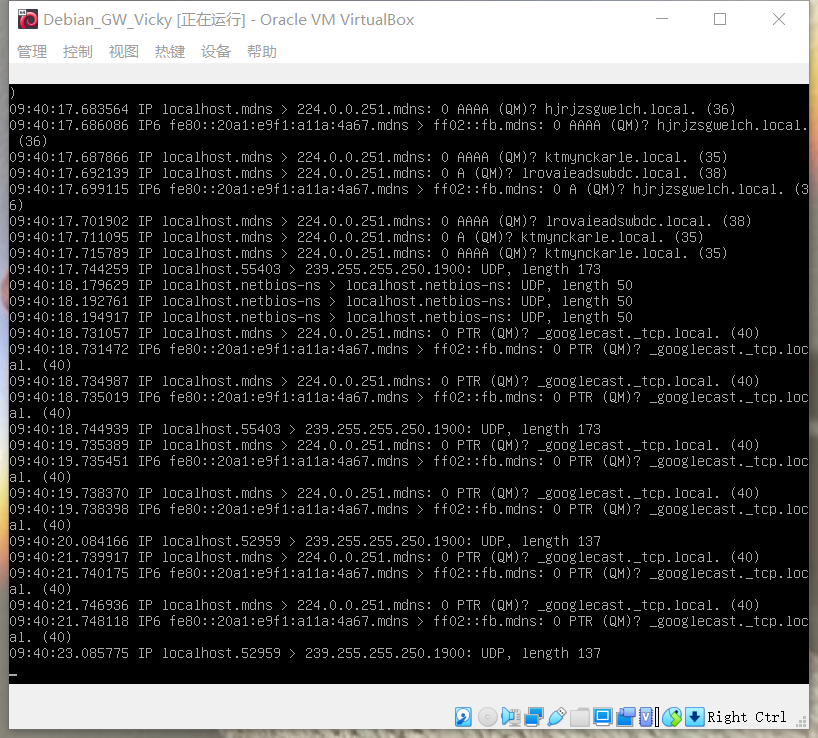 Debian_GW_Vicky [正在运行] - Oracle VM VirtualBox
管理 控制 视图 热键 设备 帮助
)
09:40:17.683564 IP localhost.mdns > 224.0.0.251.mdns: 0 AAAA (QM)? hjrjzsgwelch.local. (36)
09:40:17.686086 IP6 fe80::20a1:e9f1:a11a:4a67.mdns > ff02::fb.mdns: 0 AAAA (QM)? hjrjzsgwelch.local.
(36)
09:40:17.687866 IP localhost.mdns > 224.0.0.251.mdns: 0 AAAA (QM)? ktmynckarle.local. (35)
09:40:17.692139 IP localhost.mdns > 224.0.0.251.mdns: 0 A (QM)? lrovaieadswbdc.local. (38)
09:40:17.699115 IP6 fe80::20a1:e9f1:a11a:4a67.mdns > ff02::fb.mdns: 0 A (QM)? hjrjzsgwelch.local. (3
6)
09:40:17.701902 IP localhost.mdns > 224.0.0.251.mdns: 0 AAAA (QM)? lrovaieadswbdc.local. (38)
09:40:17.711095 IP localhost.mdns > 224.0.0.251.mdns: 0 A (QM)? ktmynckarle.local. (35)
09:40:17.715789 IP localhost.mdns > 224.0.0.251.mdns: 0 AAAA (QM)? ktmynckarle.local. (35)
09:40:17.744259 IP localhost.55403 > 239.255.255.250.1900: UDP, length 173
09:40:18.179629 IP localhost.netbios-ns > localhost.netbios-ns: UDP, length 50
09:40:18.192761 IP localhost.netbios-ns > localhost.netbios-ns: UDP, length 50
09:40:18.194917 IP localhost.netbios-ns > localhost.netbios-ns: UDP, length 50
09:40:18.731057 IP localhost.mdns > 224.0.0.251.mdns: 0 PTR (QM)? _googlecast._tcp.local. (40)
09:40:18.731472 IP6 fe80::20a1:e9f1:a11a:4a67.mdns > ff02::fb.mdns: 0 PTR (QM)? _googlecast._tcp.loc
al. (40)
09:40:18.734987 IP localhost.mdns > 224.0.0.251.mdns: 0 PTR (QM)? _googlecast._tcp.local. (40)
09:40:18.735019 IP6 fe80::20a1:e9f1:a11a:4a67.mdns > ff02::fb.mdns: 0 PTR (QM)? _googlecast._tcp.loc
al. (40)
09:40:18.744939 IP localhost.55403 > 239.255.255.250.1900: UDP, length 173
09:40:19.735389 IP localhost.mdns > 224.0.0.251.mdns: 0 PTR (QM)? _googlecast._tcp.local. (40)
09:40:19.735451 IP6 fe80::20a1:e9f1:a11a:4a67.mdns > ff02::fb.mdns: 0 PTR (QM)? _googlecast._tcp.loc
al. (40)
09:40:19.738370 IP localhost.mdns > 224.0.0.251.mdns: 0 PTR (QM)? _googlecast._tcp.local. (40)
09:40:19.738398 IP6 fe80::20a1:e9f1:a11a:4a67.mdns > ff02::fb.mdns: 0 PTR (QM)? _googlecast._tcp.loc
al. (40)
09:40:20.084166 IP localhost.52959 > 239.255.255.250.1900: UDP, length 137
09:40:21.739917 IP localhost.mdns > 224.0.0.251.mdns: 0 PTR (QM)? _googlecast._tcp.local. (40)
09:40:21.740175 IP6 fe80::20a1:e9f1:a11a:4a67.mdns > ff02::fb.mdns: 0 PTR (QM)? _googlecast._tcp.loc
al. (40)
09:40:21.746936 IP localhost.mdns > 224.0.0.251.mdns: 0 PTR (QM)? _googlecast._tcp.local. (40)
09:40:21.748118 IP6 fe80::20a1:e9f1:a11a:4a67.mdns > ff02::fb.mdns: 0 PTR (QM)? _googlecast._tcp.loc
al. (40)
09:40:23.085775 IP localhost.52959 > 239.255.255.250.1900: UDP, length 137
_
Right Ctrl